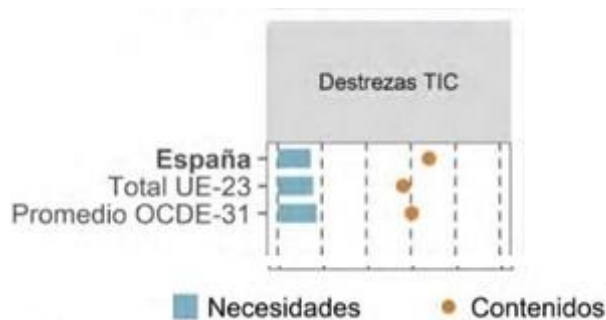 Destrezas TIC
España
Total UE-23
Promedio OCDE-31
Necesidades
Contenidos